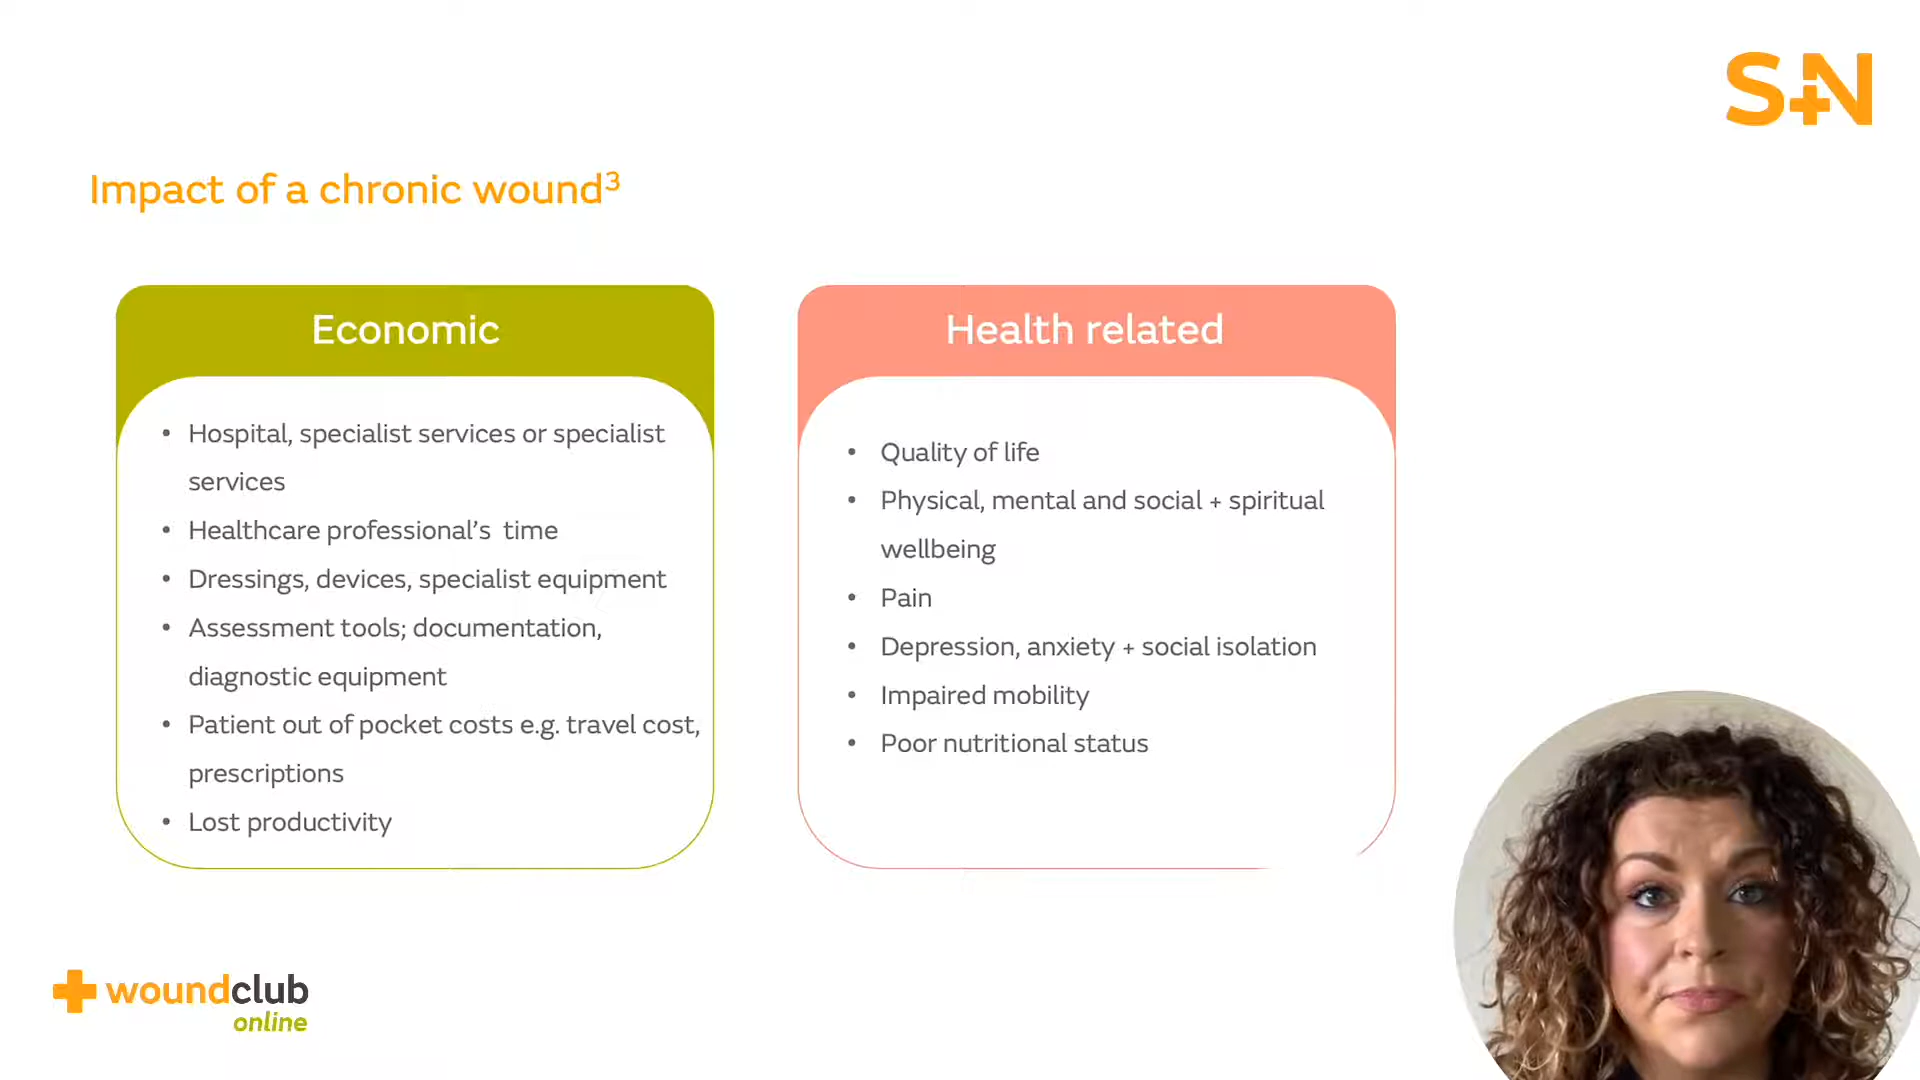 S+N
Impact of a chronic wound³
Economic
• Hospital, specialist services or specialist
services
• Healthcare professional’s  time
• Dressings, devices, specialist equipment
• Assessment tools; documentation,
diagnostic equipment
• Patient out of pocket costs e.g. travel cost,
prescriptions
• Lost productivity
Health related
• Quality of life
• Physical, mental and social + spiritual
wellbeing
• Pain
• Depression, anxiety + social isolation
• Impaired mobility
• Poor nutritional status
woundclub
online